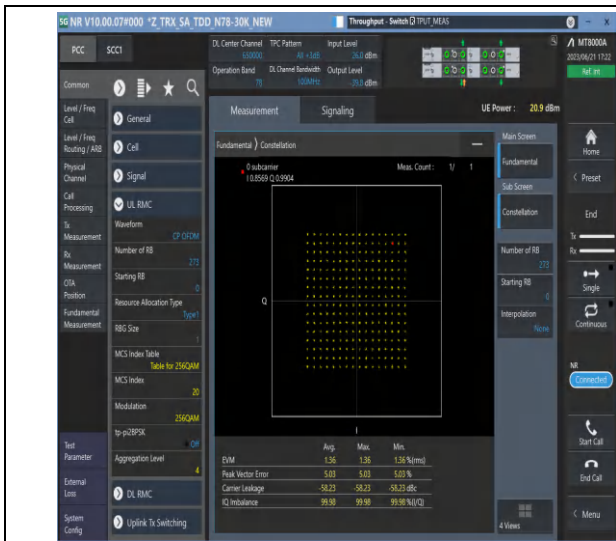 NR V10.00.07#000 *Z_TRX_SA_TDD_N78-30K_NEW
Throughput - Switch TPUT_MEAS
PCC
SCC1
DL Center Channel
TPC Pattern
Input Level
650000
All +1dB
26.0 dBm
Operation Band
DL Channel Bandwidth
Output Level
78
100MHz
-39.0 dBm
MT8000A
2023/06/21 17:22
Ref. int
Common
Level / Freq
Cell
Level / Freq
Routing / ARB
Physical
Channel
Call
Processing
Tx
Measurement
Rx
Measurement
OTA
Position
Fundamental
Measurement
Test
Parameter
External
Loss
System
Config
General
Cell
Signal
UL RMC
Waveform
CP OFDM
Number of RB
273
Starting RB
0
Resource Allocation Type
Type1
RBG Size
1
MCS Index Table
Table for 256QAM
MCS Index
20
Modulation
256QAM
tp-pi2BPSK
Off
Aggregation Level
4
DL RMC
Uplink Tx Switching
Measurement
Signaling
UE Power : 20.9 dBm
Fundamental ❭ Constellation
0 subcarrier
Meas. Count : 1/ 1
I 0.8569 Q 0.9904
Q
I
Avg. Max. Min.
EVM 1.36 1.36 1.36 %(rms)
Peak Vector Error 5.03 5.03 5.03 %
Carrier Leakage -58.23 -58.23 -58.23 dBc
IQ Imbalance 99.98 99.98 99.98 %(I/Q)
Main Screen
Fundamental
Sub Screen
Constellation
Number of RB
273
Starting RB
0
Interpolation
None
4 Views
Home
Preset
End
Tx
Rx
Single
Continuous
NR
Connected
Start Call
End Call
Menu